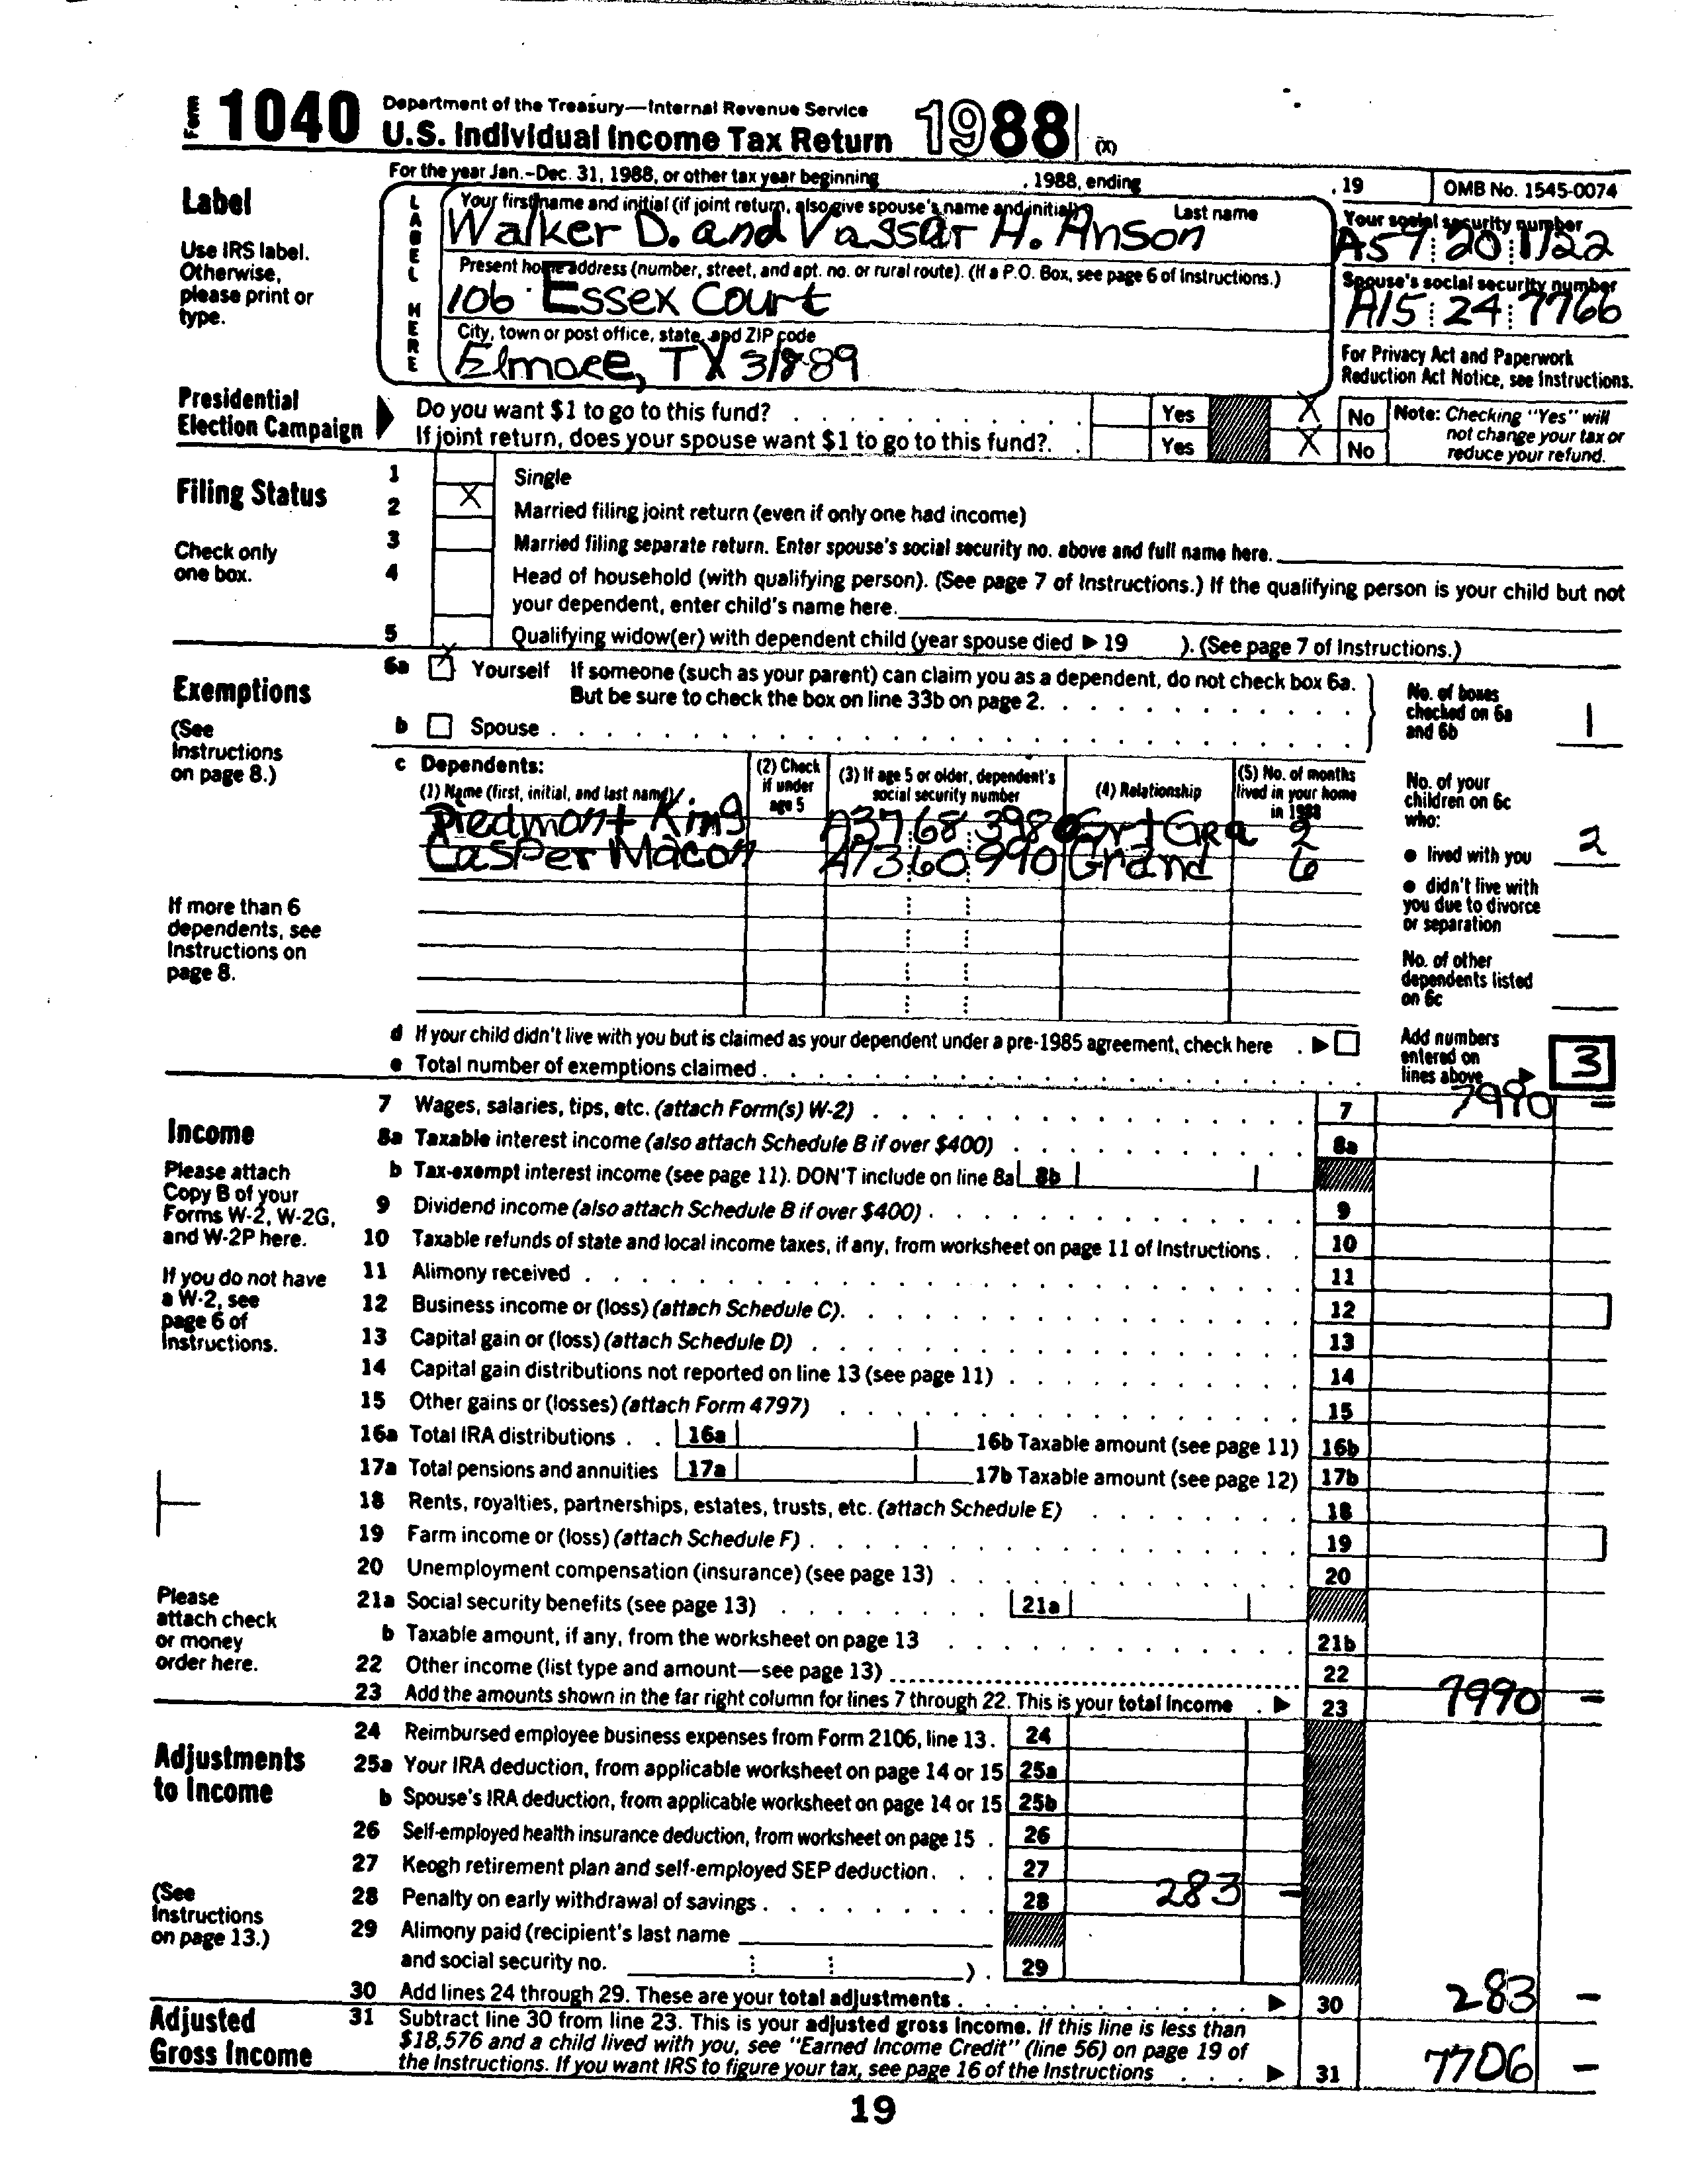 Form 1040 Department of the Treasury—Internal Revenue Service
U.S. Individual Income Tax Return 1988 (X)
For the year Jan.-Dec. 31, 1988, or other tax year beginning , 1988, ending , 19 OMB No. 1545-0074
Label
Use IRS label. Otherwise, please print or type.
LABEL HERE
Your first name and initial (if joint return, also give spouse's name and initial) Last name
Walker D. and Vassar H. Anson
Your social security number
A57 20 1122
Present home address (number, street, and apt. no. or rural route). (If a P.O. Box, see page 6 of Instructions.)
106 Essex Court
Spouse's social security number
A15 24 7766
City, town or post office, state, and ZIP code
Elmore, TX 31889
For Privacy Act and Paperwork Reduction Act Notice, see Instructions.
Presidential Election Campaign
Do you want $1 to go to this fund? Yes X No
If joint return, does your spouse want $1 to go to this fund?. Yes X No
Note: Checking "Yes" will not change your tax or reduce your refund.
Filing Status
Check only one box.
1 Single
2 X Married filing joint return (even if only one had income)
3 Married filing separate return. Enter spouse's social security no. above and full name here.
4 Head of household (with qualifying person). (See page 7 of Instructions.) If the qualifying person is your child but not
your dependent, enter child's name here.
5 Qualifying widow(er) with dependent child (year spouse died ▶ 19 ). (See page 7 of Instructions.)
Exemptions
(See Instructions on page 8.)
6a Yourself If someone (such as your parent) can claim you as a dependent, do not check box 6a.
But be sure to check the box on line 33b on page 2.
b Spouse
No. of boxes checked on 6a and 6b 1
c Dependents:
(1) Name (first, initial, and last name)
(2) Check if under age 5
(3) If age 5 or older, dependent's social security number
(4) Relationship
(5) No. of months lived in your home in 1988
Piedmont King A37 68 3980 Grt Gra 2
Casper Macon A73 60 990 Grand 6
No. of your children on 6c who:
● lived with you 2
● didn't live with you due to divorce or separation
No. of other dependents listed on 6c
If more than 6 dependents, see Instructions on page 8.
d If your child didn't live with you but is claimed as your dependent under a pre-1985 agreement, check here . ▶
e Total number of exemptions claimed
Add numbers entered on lines above ▶ 3
Income
Please attach Copy B of your Forms W-2, W-2G, and W-2P here.
If you do not have a W-2, see page 6 of Instructions.
Please attach check or money order here.
7 Wages, salaries, tips, etc. (attach Form(s) W-2) 7 7990 —
8a Taxable interest income (also attach Schedule B if over $400) 8a
b Tax-exempt interest income (see page 11). DON'T include on line 8a 8b
9 Dividend income (also attach Schedule B if over $400) 9
10 Taxable refunds of state and local income taxes, if any, from worksheet on page 11 of Instructions 10
11 Alimony received 11
12 Business income or (loss) (attach Schedule C). 12
13 Capital gain or (loss) (attach Schedule D) 13
14 Capital gain distributions not reported on line 13 (see page 11) 14
15 Other gains or (losses) (attach Form 4797) 15
16a Total IRA distributions 16a 16b Taxable amount (see page 11) 16b
17a Total pensions and annuities 17a 17b Taxable amount (see page 12) 17b
18 Rents, royalties, partnerships, estates, trusts, etc. (attach Schedule E) 18
19 Farm income or (loss) (attach Schedule F) 19
20 Unemployment compensation (insurance) (see page 13) 20
21a Social security benefits (see page 13) 21a
b Taxable amount, if any, from the worksheet on page 13 21b
22 Other income (list type and amount—see page 13) 22
23 Add the amounts shown in the far right column for lines 7 through 22. This is your total income ▶ 23 7990 —
Adjustments to Income
(See Instructions on page 13.)
24 Reimbursed employee business expenses from Form 2106, line 13. 24
25a Your IRA deduction, from applicable worksheet on page 14 or 15 25a
b Spouse's IRA deduction, from applicable worksheet on page 14 or 15 25b
26 Self-employed health insurance deduction, from worksheet on page 15 26
27 Keogh retirement plan and self-employed SEP deduction 27
28 Penalty on early withdrawal of savings 28 283 —
29 Alimony paid (recipient's last name
and social security no. ). 29
30 Add lines 24 through 29. These are your total adjustments ▶ 30 283 —
Adjusted Gross Income
31 Subtract line 30 from line 23. This is your adjusted gross income. If this line is less than
$18,576 and a child lived with you, see "Earned Income Credit" (line 56) on page 19 of
the Instructions. If you want IRS to figure your tax, see page 16 of the Instructions ▶ 31 7706 —
19